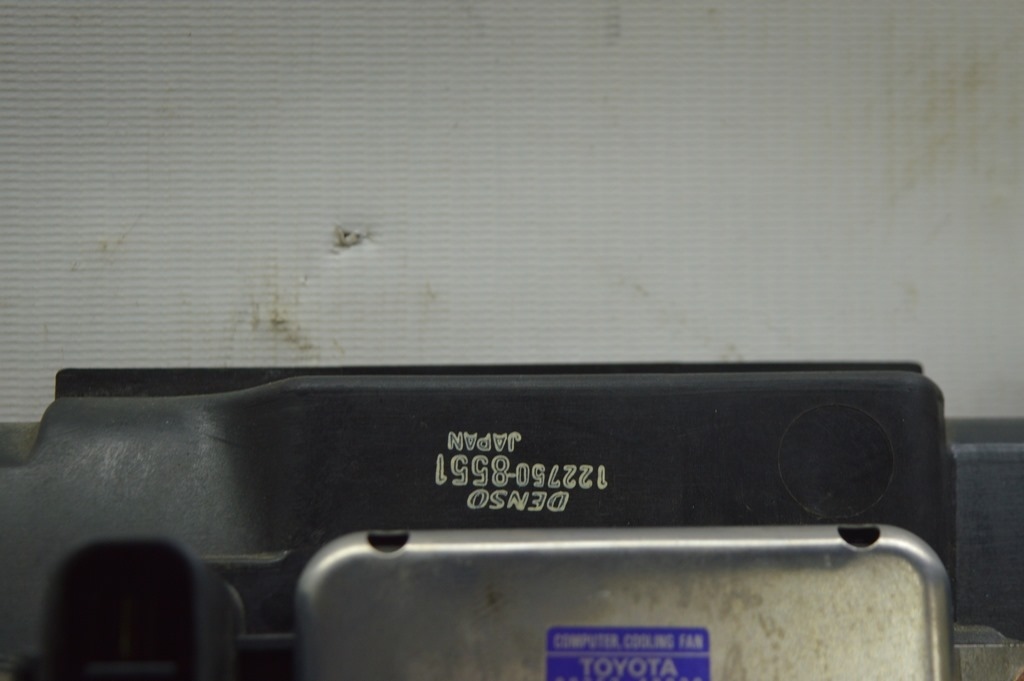 DENSO
122750-8551
JAPAN
COMPUTER, COOLING FAN
TOYOTA